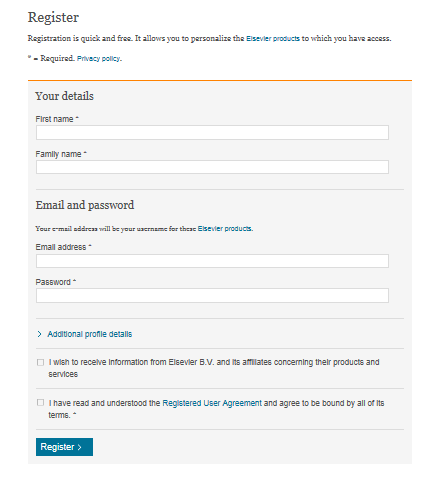 Register
Registration is quick and free. It allows you to personalize the Elsevier products to which you have access.
* = Required. Privacy policy.
Your details
First name *
Family name *
Email and password
Your e-mail address will be your username for these Elsevier products.
Email address *
Password *
> Additional profile details
I wish to receive information from Elsevier B.V. and its affiliates concerning their products and
services
I have read and understood the Registered User Agreement and agree to be bound by all of its
terms. *
Register >